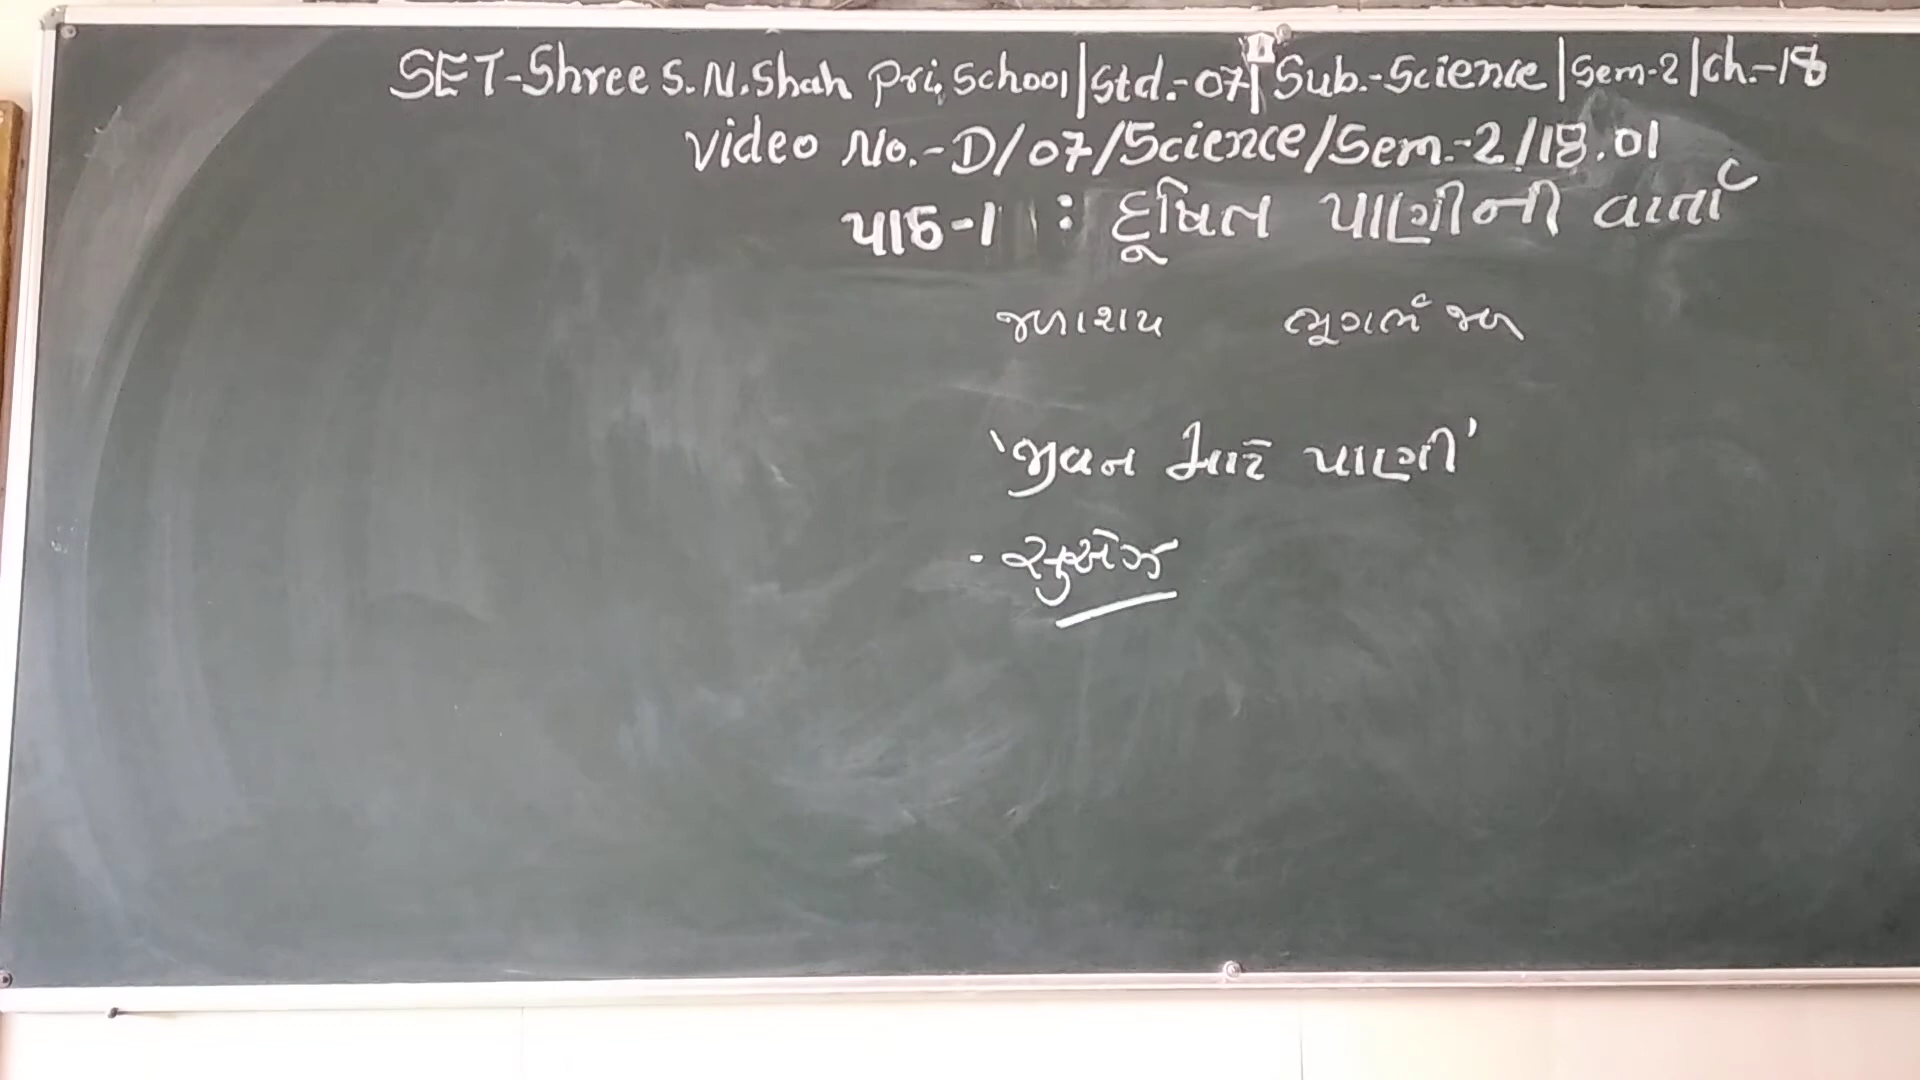 SET-Shree S.N.Shah Pri. School|Std.-07|Sub.-Science|Sem-2|Ch.-18
Video No.-D/07/Science/Sem.-2/18.01
પાઠ-1 : દૂષિત પાણીની વાર્તા
જળાશય ભૂગર્ભ જળ
'જીવન માટે પાણી'
- સુએઝ